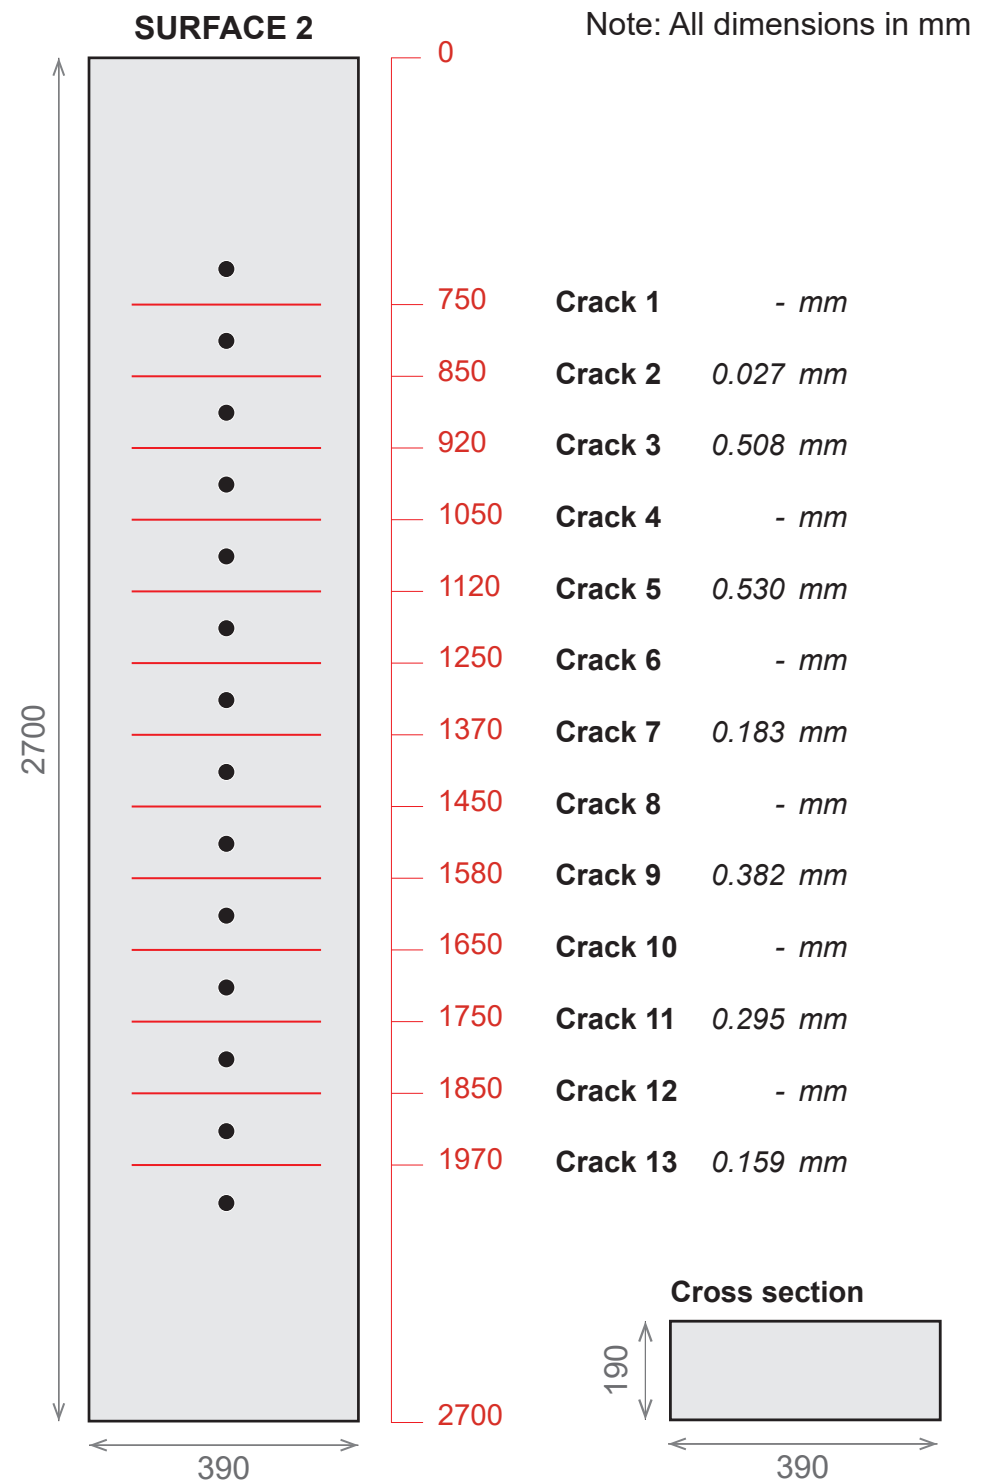 SURFACE 2
Note: All dimensions in mm
0
750 Crack 1 - mm
850 Crack 2 0.027 mm
920 Crack 3 0.508 mm
1050 Crack 4 - mm
1120 Crack 5 0.530 mm
1250 Crack 6 - mm
1370 Crack 7 0.183 mm
2700
1450 Crack 8 - mm
1580 Crack 9 0.382 mm
1650 Crack 10 - mm
1750 Crack 11 0.295 mm
1850 Crack 12 - mm
1970 Crack 13 0.159 mm
Cross section
190
2700
390
390